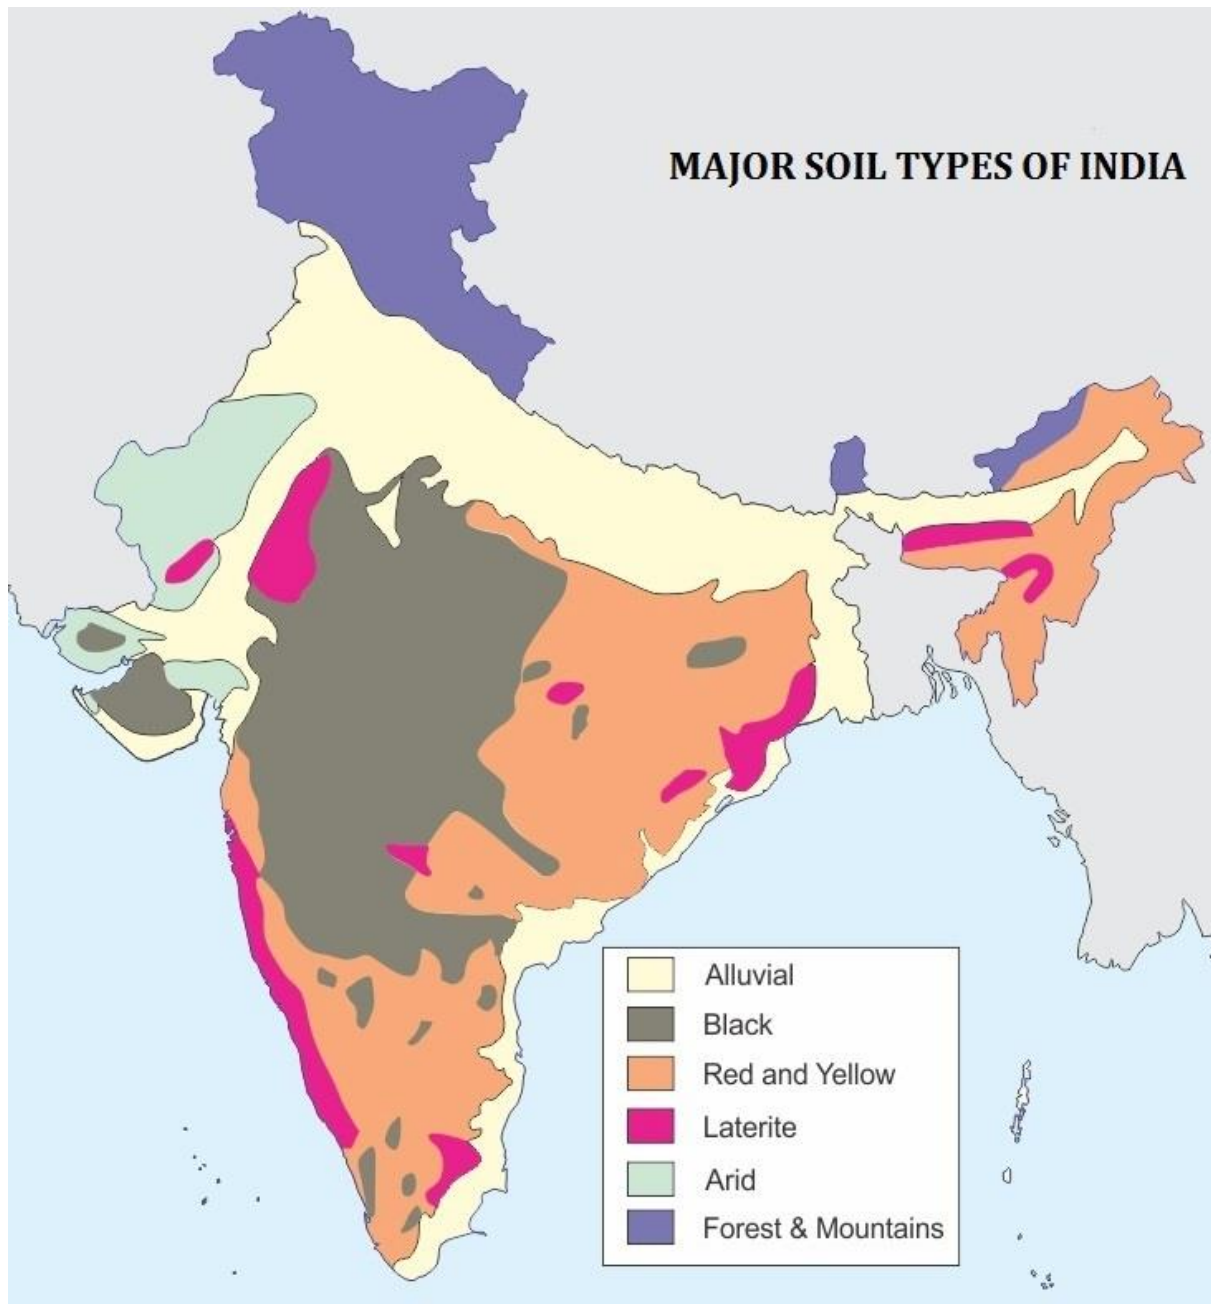 MAJOR SOIL TYPES OF INDIA
Alluvial
Black
Red and Yellow
Laterite
Arid
Forest & Mountains